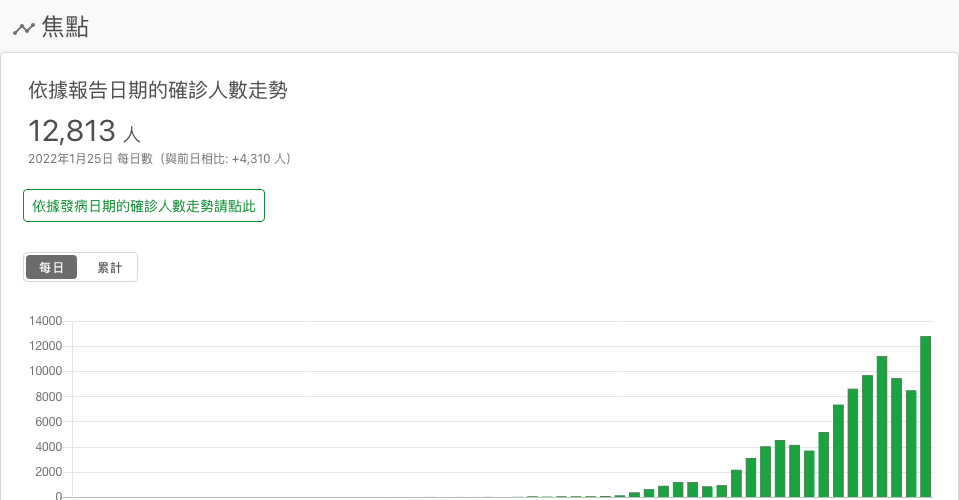 焦點
依據報告日期的確診人數走勢
12,813 人
2022年1月25日 每日數（與前日相比: +4,310 人）
依據發病日期的確診人數走勢請點此
每日 累計
14000
12000
10000
8000
6000
4000
2000
0